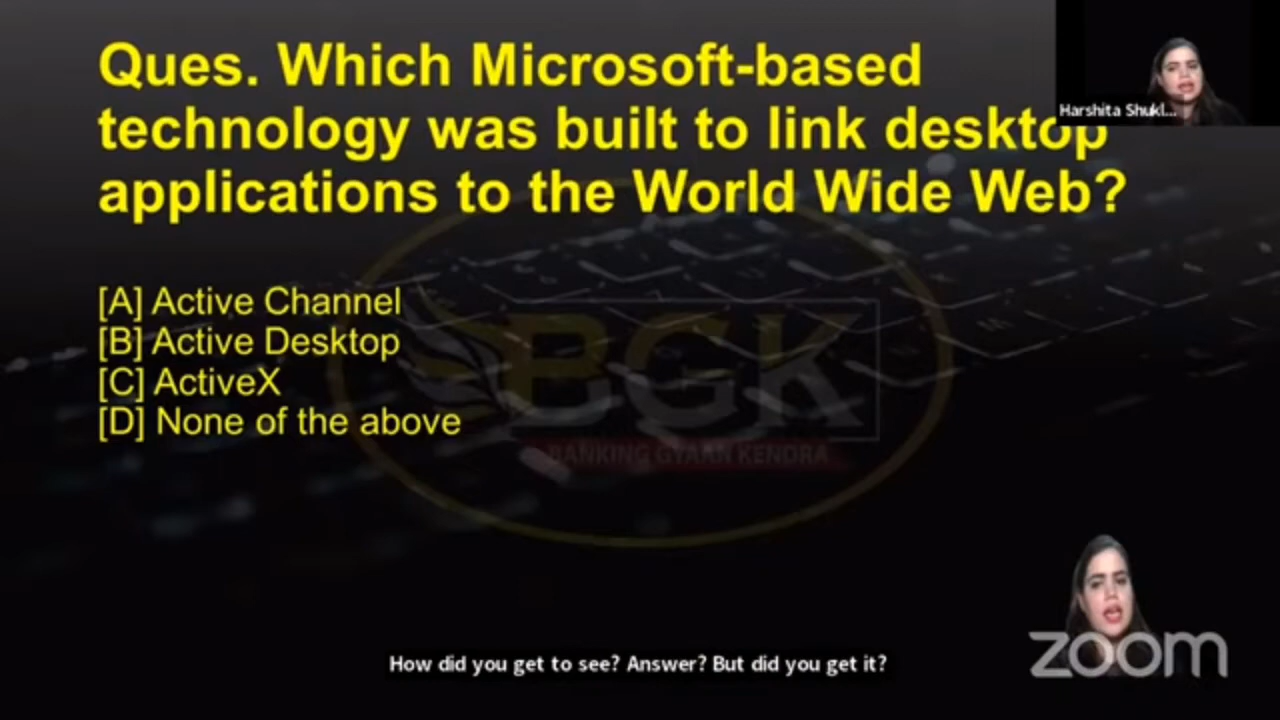 Ques. Which Microsoft-based
technology was built to link desktop
applications to the World Wide Web?
Harshita Shukl...
[A] Active Channel
[B] Active Desktop
[C] ActiveX
[D] None of the above
BGK
BANKING GYAAN KENDRA
How did you get to see? Answer? But did you get it?
zoom